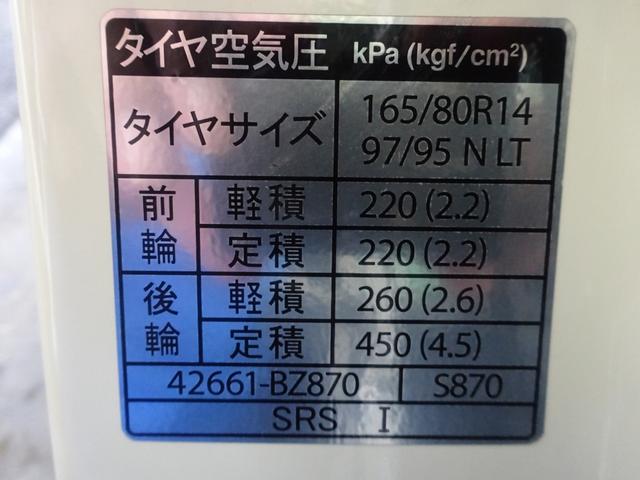 タイヤ空気圧 kPa (kgf/cm²)
タイヤサイズ 165/80R14
97/95 N LT
前輪 軽積 220 (2.2)
定積 220 (2.2)
後輪 軽積 260 (2.6)
定積 450 (4.5)
42661-BZ870 S870
SRS I